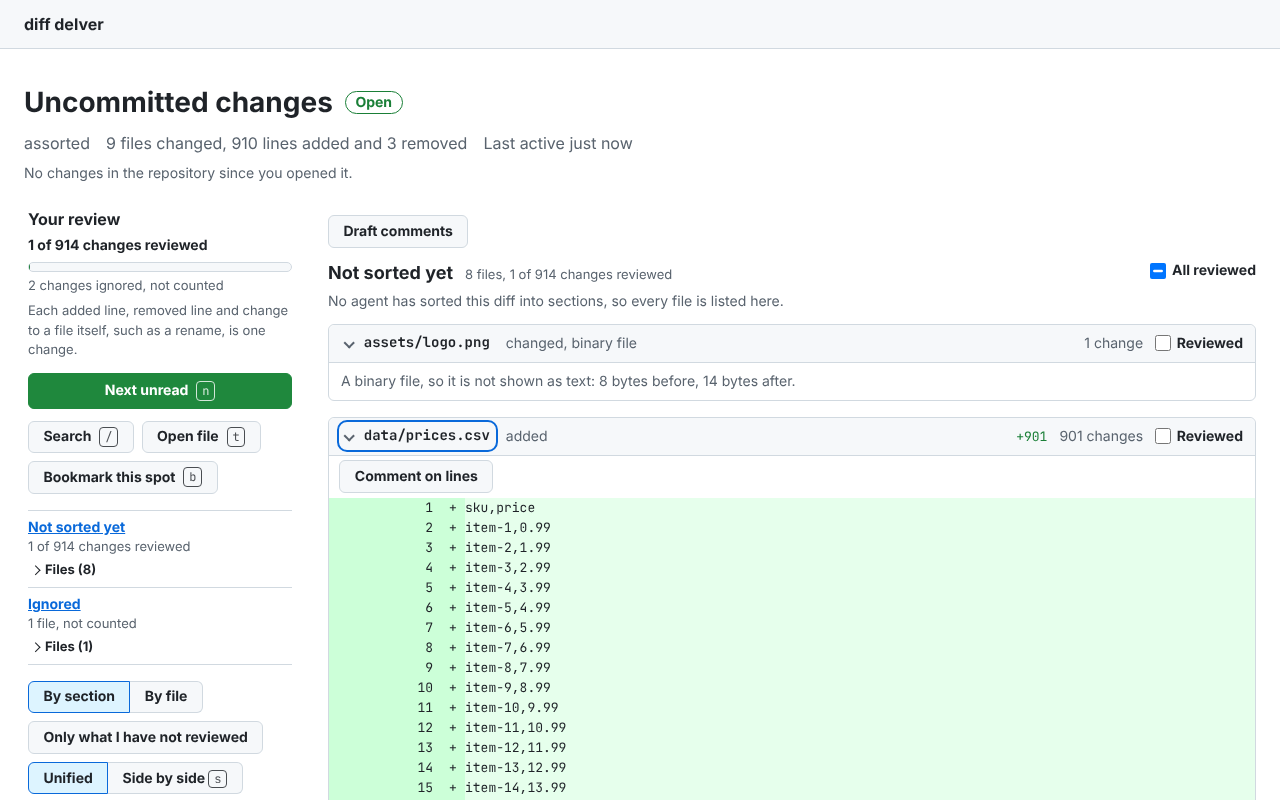 diff delver
Uncommitted changes Open
assorted 9 files changed, 910 lines added and 3 removed Last active just now
No changes in the repository since you opened it.
Your review
1 of 914 changes reviewed
2 changes ignored, not counted
Each added line, removed line and change
to a file itself, such as a rename, is one
change.
Next unread n
Search / Open file t
Bookmark this spot b
Not sorted yet
1 of 914 changes reviewed
Files (8)
Ignored
1 file, not counted
Files (1)
By section By file
Only what I have not reviewed
Unified Side by side s
Draft comments
Not sorted yet 8 files, 1 of 914 changes reviewed All reviewed
No agent has sorted this diff into sections, so every file is listed here.
assets/logo.png changed, binary file 1 change Reviewed
A binary file, so it is not shown as text: 8 bytes before, 14 bytes after.
data/prices.csv added +901 901 changes Reviewed
Comment on lines
1 + sku,price
2 + item-1,0.99
3 + item-2,1.99
4 + item-3,2.99
5 + item-4,3.99
6 + item-5,4.99
7 + item-6,5.99
8 + item-7,6.99
9 + item-8,7.99
10 + item-9,8.99
11 + item-10,9.99
12 + item-11,10.99
13 + item-12,11.99
14 + item-13,12.99
15 + item-14,13.99